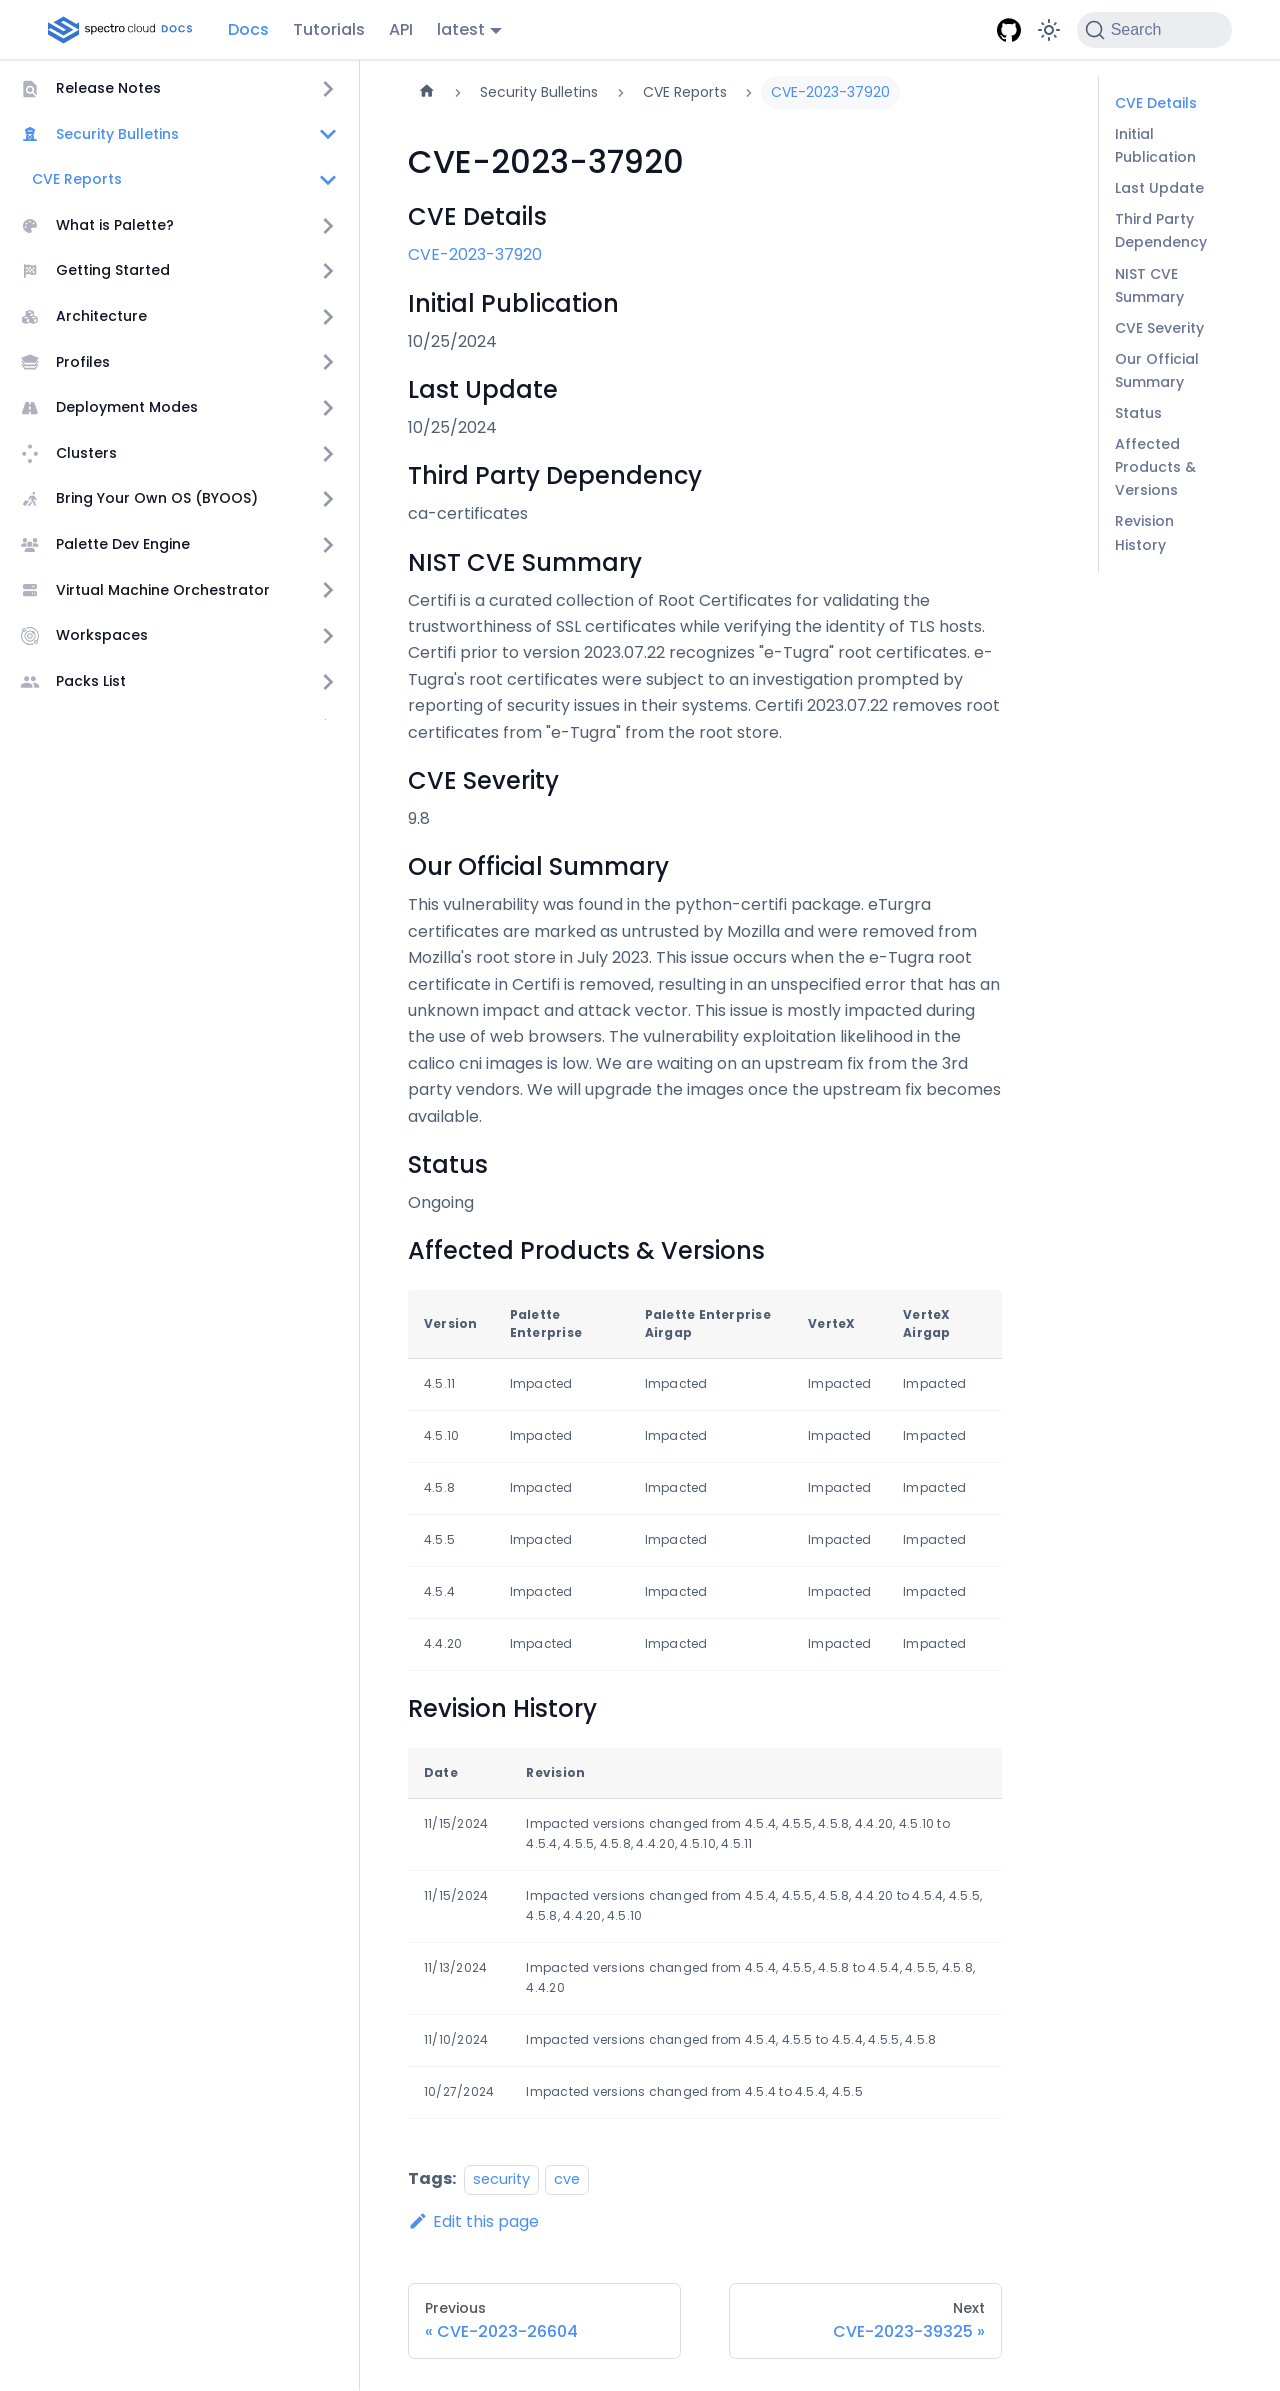 spectro cloud DOCS
Docs
Tutorials
API
latest
Search
Release Notes
Security Bulletins
CVE Reports
What is Palette?
Getting Started
Architecture
Profiles
Deployment Modes
Clusters
Bring Your Own OS (BYOOS)
Palette Dev Engine
Virtual Machine Orchestrator
Workspaces
Packs List
Security Bulletins
CVE Reports
CVE-2023-37920
CVE-2023-37920
CVE Details
CVE-2023-37920
Initial Publication
10/25/2024
Last Update
10/25/2024
Third Party Dependency
ca-certificates
NIST CVE Summary
Certifi is a curated collection of Root Certificates for validating the
trustworthiness of SSL certificates while verifying the identity of TLS hosts.
Certifi prior to version 2023.07.22 recognizes "e-Tugra" root certificates. e-
Tugra's root certificates were subject to an investigation prompted by
reporting of security issues in their systems. Certifi 2023.07.22 removes root
certificates from "e-Tugra" from the root store.
CVE Severity
9.8
Our Official Summary
This vulnerability was found in the python-certifi package. eTurgra
certificates are marked as untrusted by Mozilla and were removed from
Mozilla's root store in July 2023. This issue occurs when the e-Tugra root
certificate in Certifi is removed, resulting in an unspecified error that has an
unknown impact and attack vector. This issue is mostly impacted during
the use of web browsers. The vulnerability exploitation likelihood in the
calico cni images is low. We are waiting on an upstream fix from the 3rd
party vendors. We will upgrade the images once the upstream fix becomes
available.
Status
Ongoing
Affected Products & Versions
Version Palette Enterprise Palette Enterprise Airgap VerteX VerteX Airgap
4.5.11 Impacted Impacted Impacted Impacted
4.5.10 Impacted Impacted Impacted Impacted
4.5.8 Impacted Impacted Impacted Impacted
4.5.5 Impacted Impacted Impacted Impacted
4.5.4 Impacted Impacted Impacted Impacted
4.4.20 Impacted Impacted Impacted Impacted
Revision History
Date Revision
11/15/2024 Impacted versions changed from 4.5.4, 4.5.5, 4.5.8, 4.4.20, 4.5.10 to
4.5.4, 4.5.5, 4.5.8, 4.4.20, 4.5.10, 4.5.11
11/15/2024 Impacted versions changed from 4.5.4, 4.5.5, 4.5.8, 4.4.20 to 4.5.4, 4.5.5,
4.5.8, 4.4.20, 4.5.10
11/13/2024 Impacted versions changed from 4.5.4, 4.5.5, 4.5.8 to 4.5.4, 4.5.5, 4.5.8,
4.4.20
11/10/2024 Impacted versions changed from 4.5.4, 4.5.5 to 4.5.4, 4.5.5, 4.5.8
10/27/2024 Impacted versions changed from 4.5.4 to 4.5.4, 4.5.5
Tags: security cve
Edit this page
Previous
« CVE-2023-26604
Next
CVE-2023-39325 »
CVE Details
Initial
Publication
Last Update
Third Party
Dependency
NIST CVE
Summary
CVE Severity
Our Official
Summary
Status
Affected
Products &
Versions
Revision
History